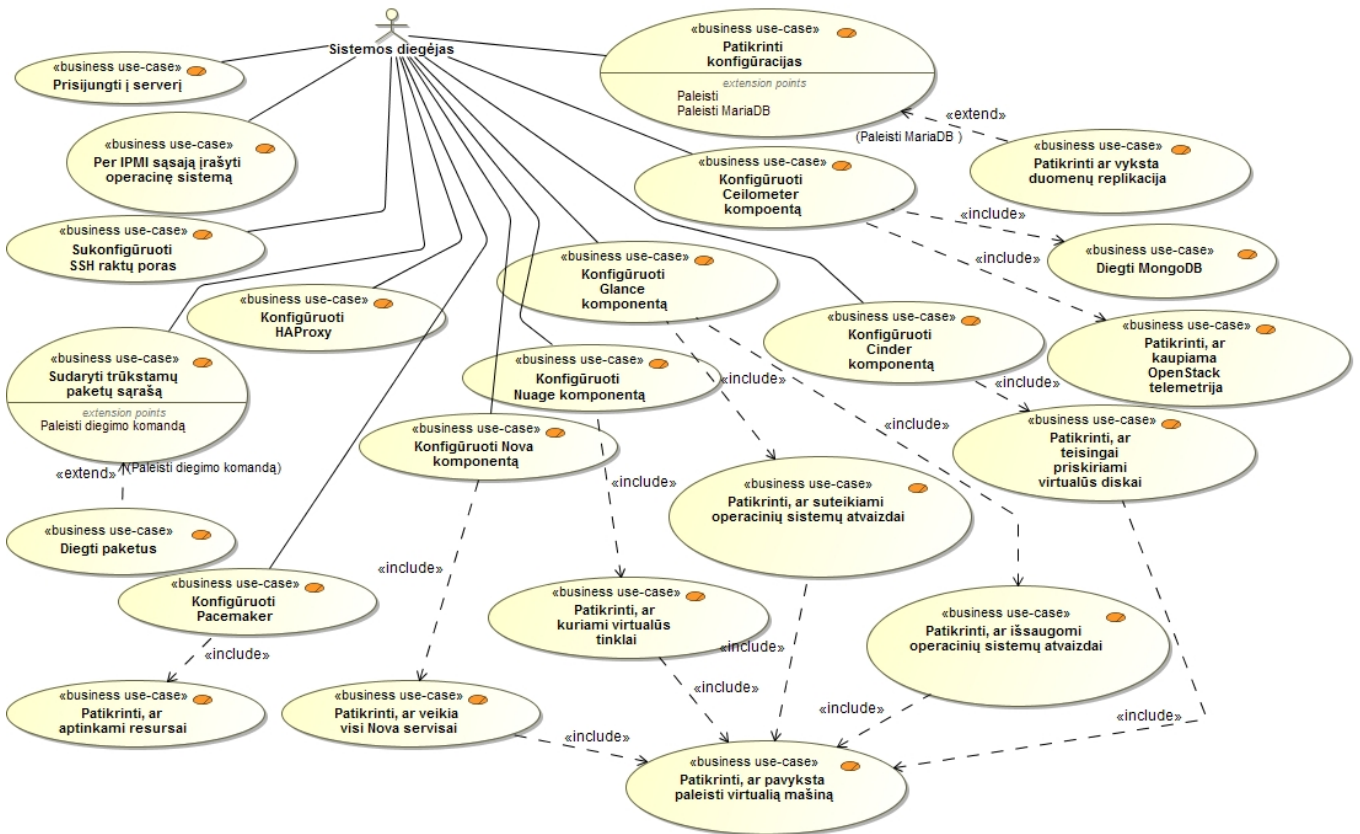 Sistemos diegėjas
«business use-case»
Prisijungti į serverį
«business use-case»
Patikrinti
konfigūracijas
extension points
Paleisti
Paleisti MariaDB
«extend»
(Paleisti MariaDB )
«business use-case»
Per IPMI sąsają įrašyti
operacinę sistemą
«business use-case»
Konfigūruoti
Ceilometer
kompoentą
«business use-case»
Patikrinti ar vyksta
duomenų replikacija
«include»
«include»
«business use-case»
Sukonfigūruoti
SSH raktų poras
«business use-case»
Konfigūruoti
Glance
komponentą
«business use-case»
Diegti MongoDB
«business use-case»
Konfigūruoti
HAProxy
«business use-case»
Konfigūruoti
Cinder
komponentą
«business use-case»
Patikrinti, ar
kaupiama
OpenStack
telemetrija
«business use-case»
Sudaryti trūkstamų
paketų sąrašą
extension points
Paleisti diegimo komandą
«business use-case»
Konfigūruoti
Nuage komponentą
«include»
«include»
«include»
«business use-case»
Konfigūruoti Nova
komponentą
«business use-case»
Patikrinti, ar
teisingai
priskiriami
virtualūs diskai
«extend»
(Paleisti diegimo komandą)
«include»
«business use-case»
Patikrinti, ar suteikiami
operacinių sistemų atvaizdai
«business use-case»
Diegti paketus
«include»
«business use-case»
Konfigūruoti
Pacemaker
«business use-case»
Patikrinti, ar
kuriami virtualūs
tinklai
«business use-case»
Patikrinti, ar išsaugomi
operacinių sistemų atvaizdai
«include»
«include»
«include»
«include»
«include»
«business use-case»
Patikrinti, ar
aptinkami resursai
«business use-case»
Patikrinti, ar veikia
visi Nova servisai
«include»
«business use-case»
Patikrinti, ar pavyksta
paleisti virtualią mašiną